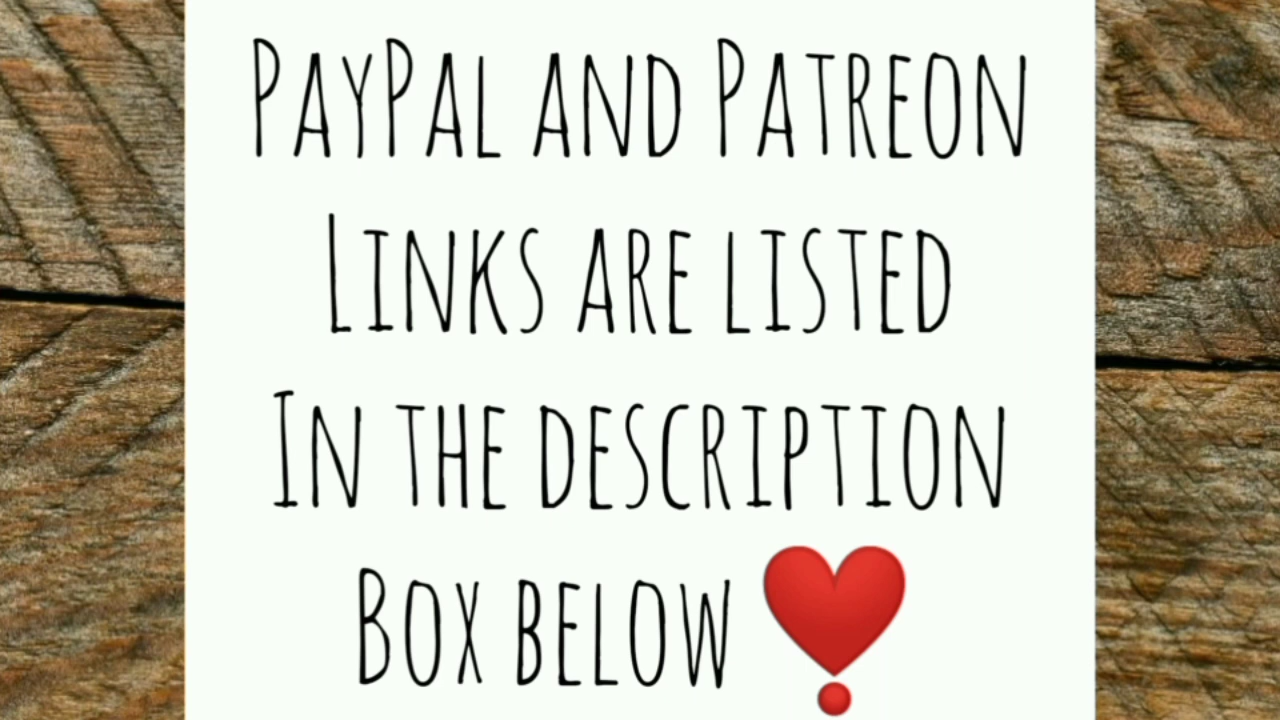 PayPal and Patreon
Links are listed
In the description
Box below ❣